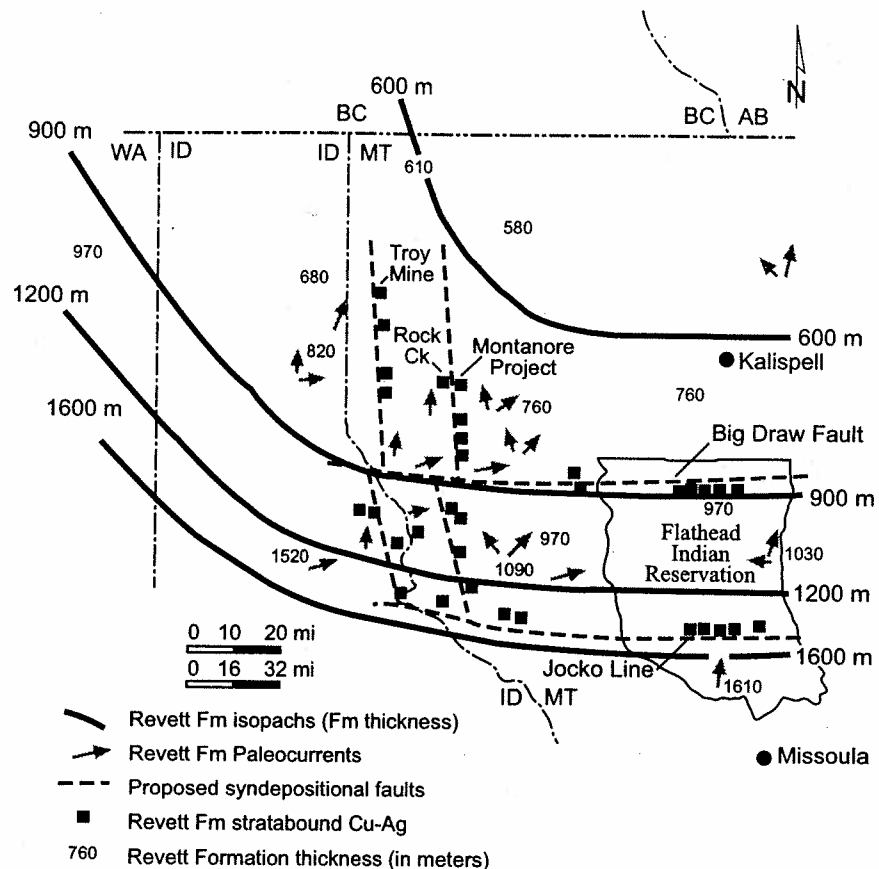 600 m
N
BC
BC
AB
900 m
WA
ID
ID
MT
610
580
970
680
Troy
Mine
1200 m
600 m
Rock
Ck
Montanore
Project
Kalispell
820
760
760
1600 m
Big Draw Fault
900 m
970
Flathead
Indian
Reservation
970
1030
1520
1090
1200 m
0 10 20 mi
0 16 32 mi
Jocko Line
1600 m
1610
ID
MT
Missoula
Revett Fm isopachs (Fm thickness)
Revett Fm Paleocurrents
Proposed syndepositional faults
Revett Fm stratabound Cu-Ag
760 Revett Formation thickness (in meters)